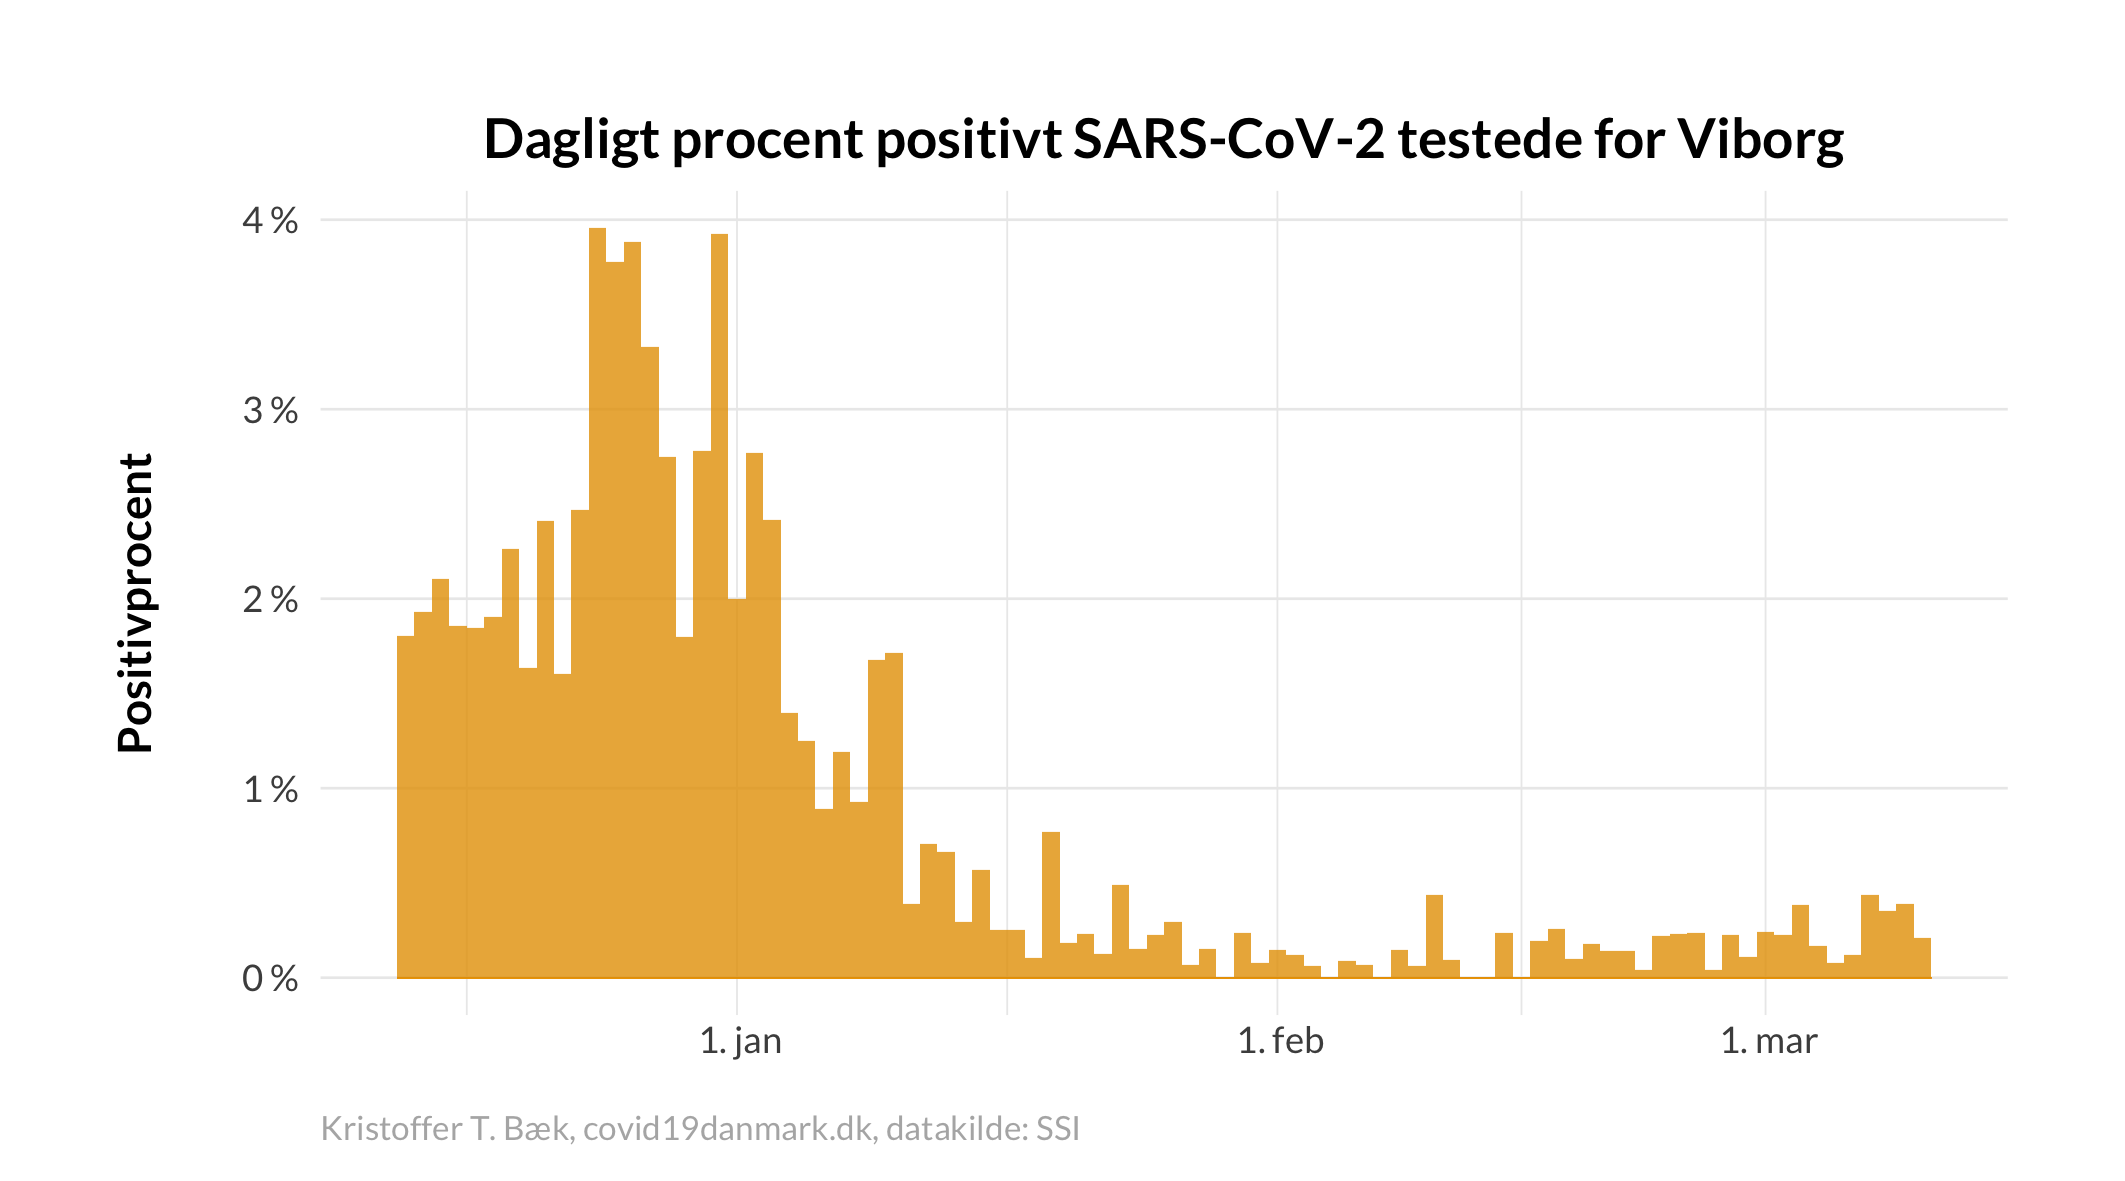 Dagligt procent positivt SARS-CoV-2 testede for Viborg
Positivprocent
4 %
3 %
2 %
1 %
0 %
1. jan
1. feb
1. mar
Kristoffer T. Bæk, covid19danmark.dk, datakilde: SSI